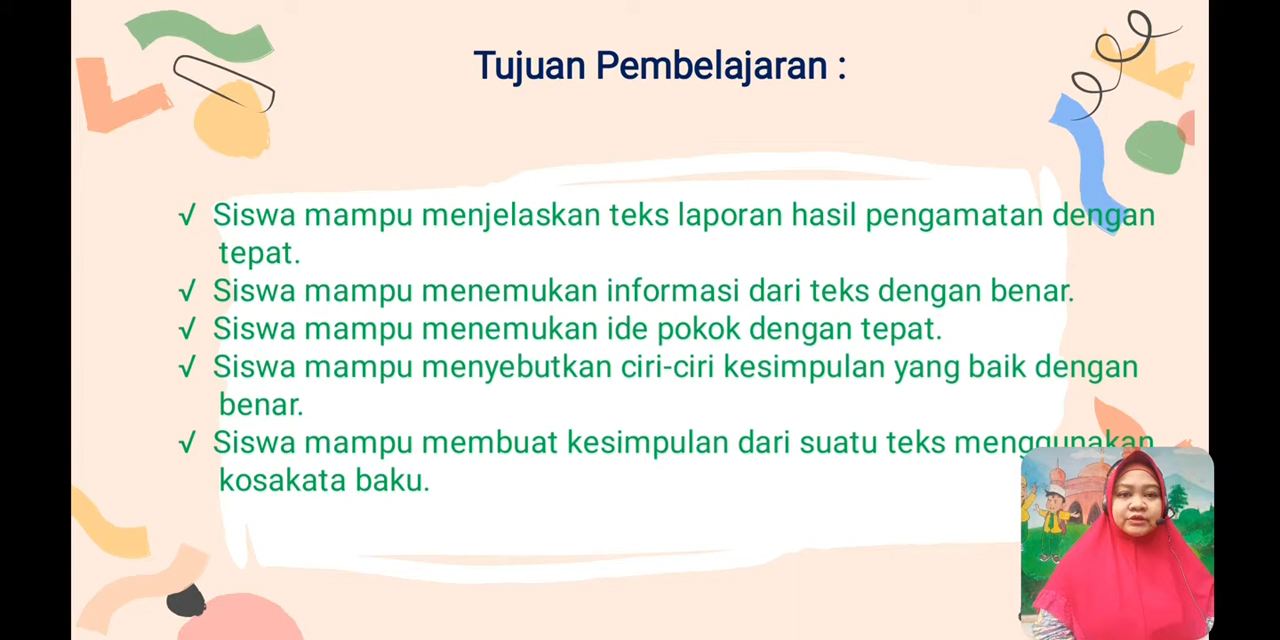 Tujuan Pembelajaran :
√ Siswa mampu menjelaskan teks laporan hasil pengamatan dengan
tepat.
√ Siswa mampu menemukan informasi dari teks dengan benar.
√ Siswa mampu menemukan ide pokok dengan tepat.
√ Siswa mampu menyebutkan ciri-ciri kesimpulan yang baik dengan
benar.
√ Siswa mampu membuat kesimpulan dari suatu teks menggunakan
kosakata baku.